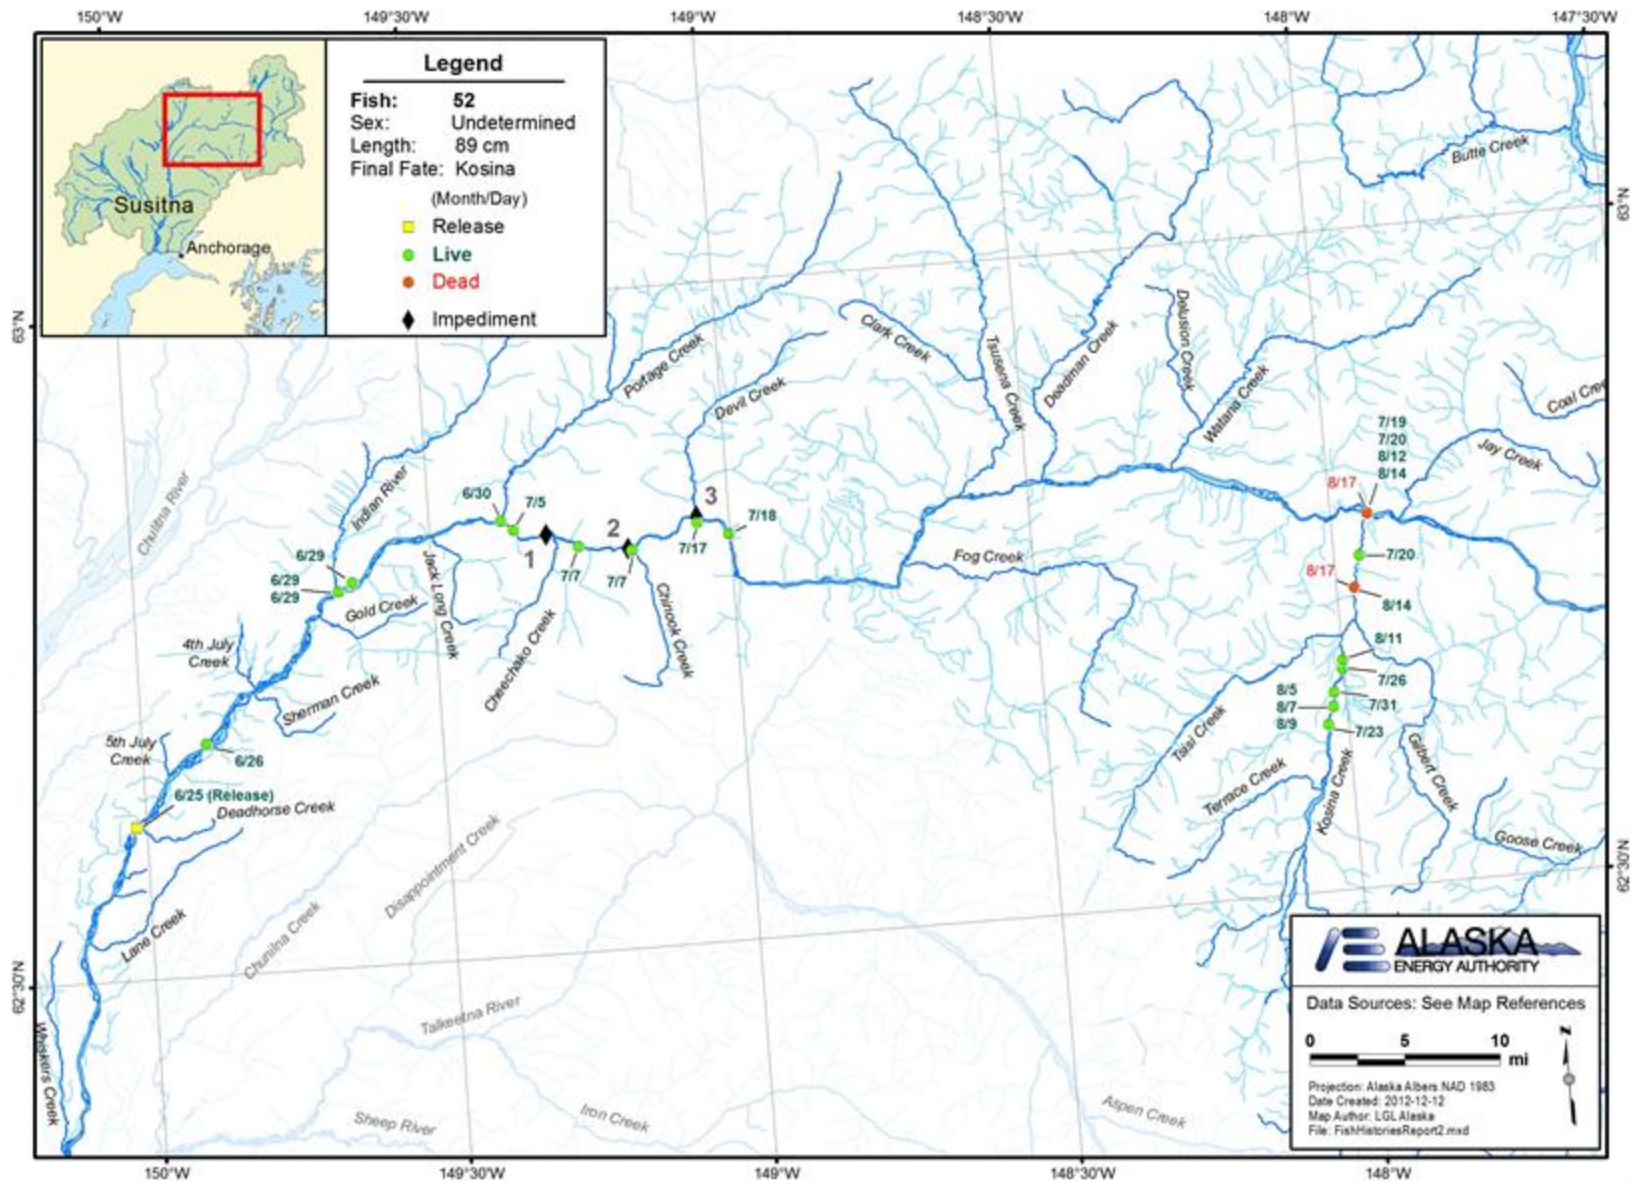 150°W
149°30'W
149°W
148°30'W
148°W
147°30'W
Legend
Fish: 52
Sex: Undetermined
Length: 89 cm
Final Fate: Kosina
(Month/Day)
Release
Live
Dead
Impediment
Susitna
Anchorage
63°N
63°N
Butte Creek
Clark Creek
Tsusena Creek
Deadman Creek
Delusion Creek
Watana Creek
Portage Creek
Devil Creek
Coal Cree
Jay Creek
7/19
7/20
8/12
8/14
8/17
7/20
8/17
8/14
8/11
7/26
8/5
8/7
8/9
7/31
7/23
Chulitna River
Indian River
6/30
7/5
1
2
3
7/7
7/7
7/17
7/18
6/29
6/29
6/29
Gold Creek
Jack Long Creek
Cheechako Creek
Chinook Creek
Fog Creek
4th July
Creek
Sherman Creek
5th July
Creek
6/26
6/25 (Release)
Deadhorse Creek
Tsisi Creek
Terrace Creek
Kosina Creek
Gilbert Creek
Goose Creek
Lane Creek
Disappointment Creek
Chunilna Creek
Talkeetna River
Whiskers Creek
Sheep River
Iron Creek
Aspen Creek
62°30'N
62°30'N
ALASKA
ENERGY AUTHORITY
Data Sources: See Map References
0 5 10
mi
N
Projection: Alaska Albers NAD 1983
Date Created: 2012-12-12
Map Author: LGL Alaska
File: FishHistoriesReport2.mxd
150°W
149°30'W
149°W
148°30'W
148°W